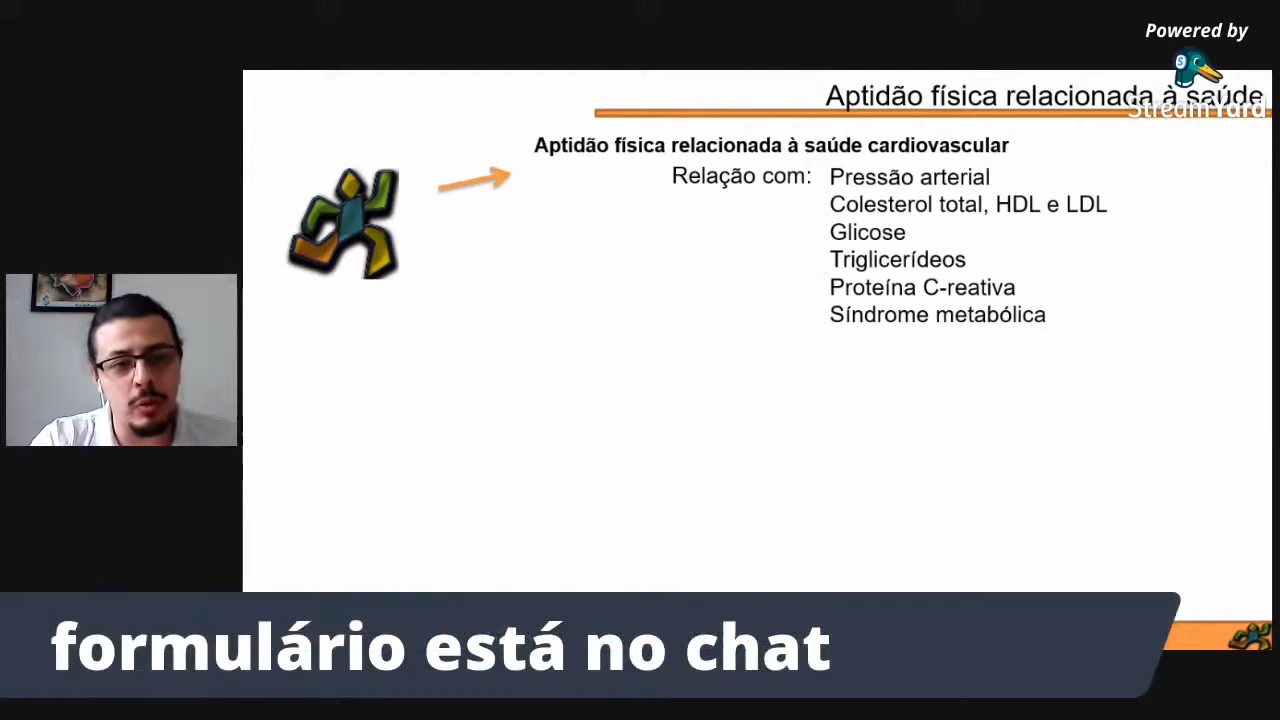 Powered by
StreamYard
Aptidão física relacionada à saúde
Aptidão física relacionada à saúde cardiovascular
Relação com: Pressão arterial
Colesterol total, HDL e LDL
Glicose
Triglicerídeos
Proteína C-reativa
Síndrome metabólica
formulário está no chat